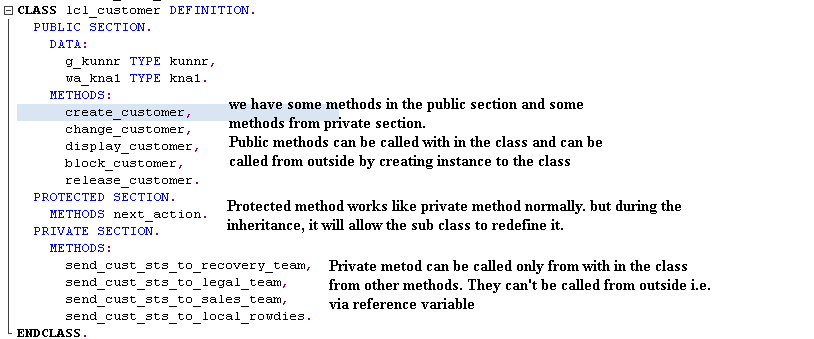 CLASS lcl_customer DEFINITION.
PUBLIC SECTION.
DATA:
g_kunnr TYPE kunnr,
wa_kna1 TYPE kna1.
METHODS:
create_customer,
change_customer,
display_customer,
block_customer,
release_customer.
we have some methods in the public section and some
methods from private section.
Public methods can be called with in the class and can be
called from outside by creating instance to the class
PROTECTED SECTION.
METHODS next_action.
Protected method works like private method normally. but during the
inheritance, it will allow the sub class to redefine it.
PRIVATE SECTION.
METHODS:
send_cust_sts_to_recovery_team,
send_cust_sts_to_legal_team,
send_cust_sts_to_sales_team,
send_cust_sts_to_local_rowdies.
Private metod can be called only from with in the class
from other methods. They can't be called from outside i.e.
via reference variable
ENDCLASS.